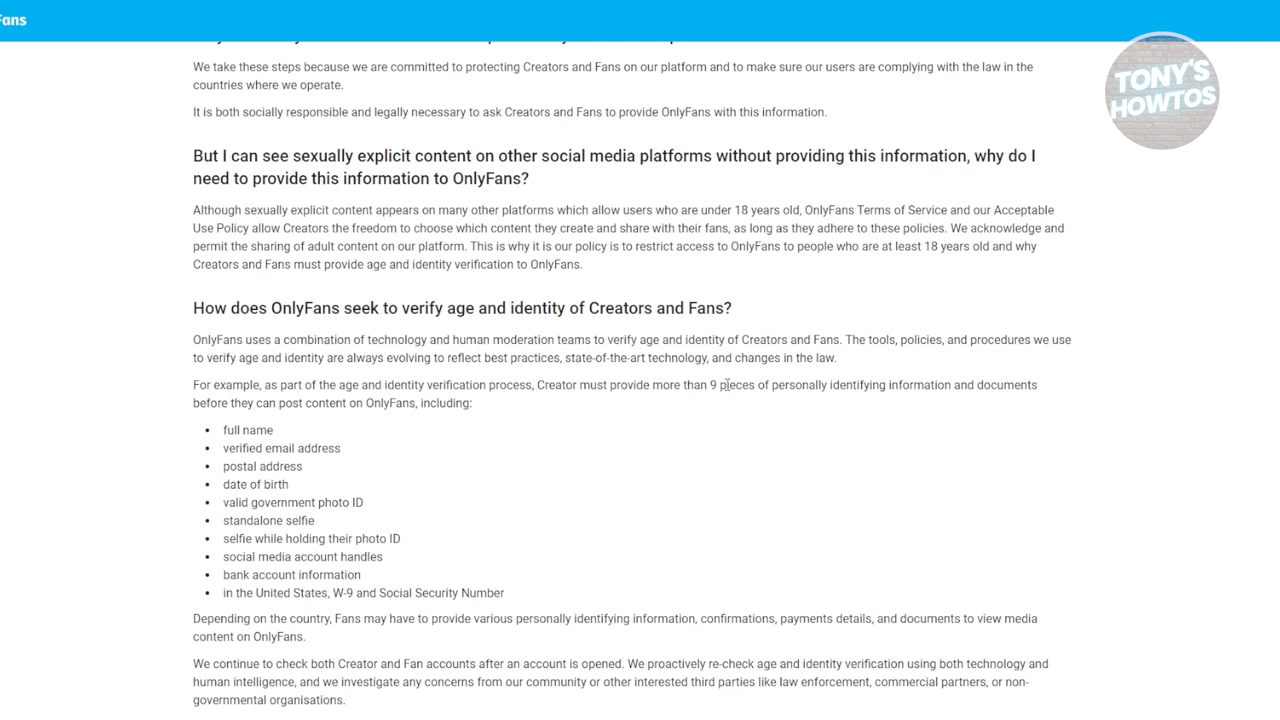 Fans
TONY'S
HOWTOS
We take these steps because we are committed to protecting Creators and Fans on our platform and to make sure our users are complying with the law in the
countries where we operate.
It is both socially responsible and legally necessary to ask Creators and Fans to provide OnlyFans with this information.
But I can see sexually explicit content on other social media platforms without providing this information, why do I
need to provide this information to OnlyFans?
Although sexually explicit content appears on many other platforms which allow users who are under 18 years old, OnlyFans Terms of Service and our Acceptable
Use Policy allow Creators the freedom to choose which content they create and share with their fans, as long as they adhere to these policies. We acknowledge and
permit the sharing of adult content on our platform. This is why it is our policy is to restrict access to OnlyFans to people who are at least 18 years old and why
Creators and Fans must provide age and identity verification to OnlyFans.
How does OnlyFans seek to verify age and identity of Creators and Fans?
OnlyFans uses a combination of technology and human moderation teams to verify age and identity of Creators and Fans. The tools, policies, and procedures we use
to verify age and identity are always evolving to reflect best practices, state-of-the-art technology, and changes in the law.
For example, as part of the age and identity verification process, Creator must provide more than 9 pieces of personally identifying information and documents
before they can post content on OnlyFans, including:
• full name
• verified email address
• postal address
• date of birth
• valid government photo ID
• standalone selfie
• selfie while holding their photo ID
• social media account handles
• bank account information
• in the United States, W-9 and Social Security Number
Depending on the country, Fans may have to provide various personally identifying information, confirmations, payments details, and documents to view media
content on OnlyFans.
We continue to check both Creator and Fan accounts after an account is opened. We proactively re-check age and identity verification using both technology and
human intelligence, and we investigate any concerns from our community or other interested third parties like law enforcement, commercial partners, or non-
governmental organisations.